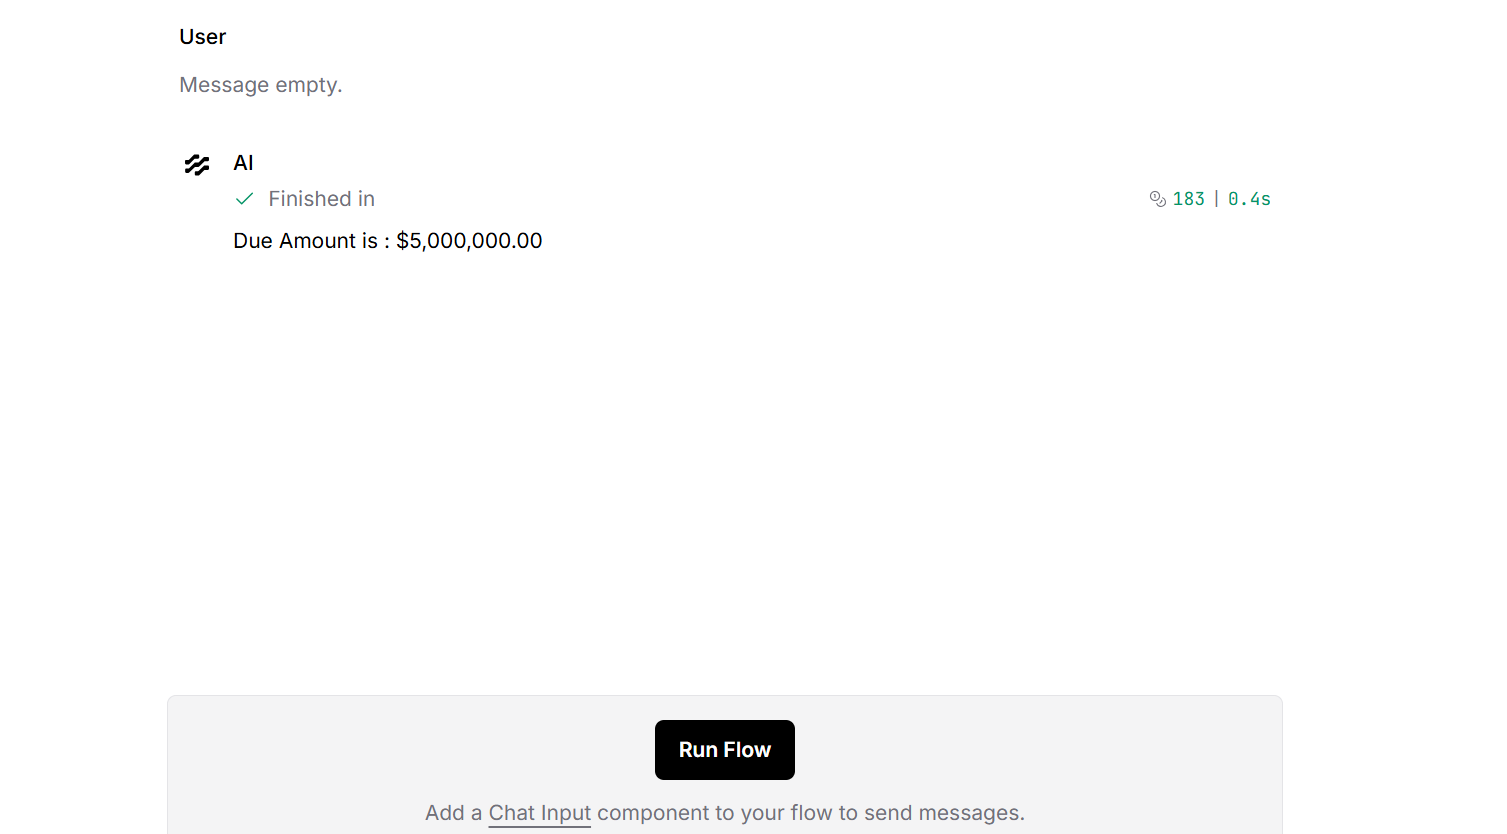 User
Message empty.
AI
Finished in
183 | 0.4s
Due Amount is : $5,000,000.00
Run Flow
Add a Chat Input component to your flow to send messages.